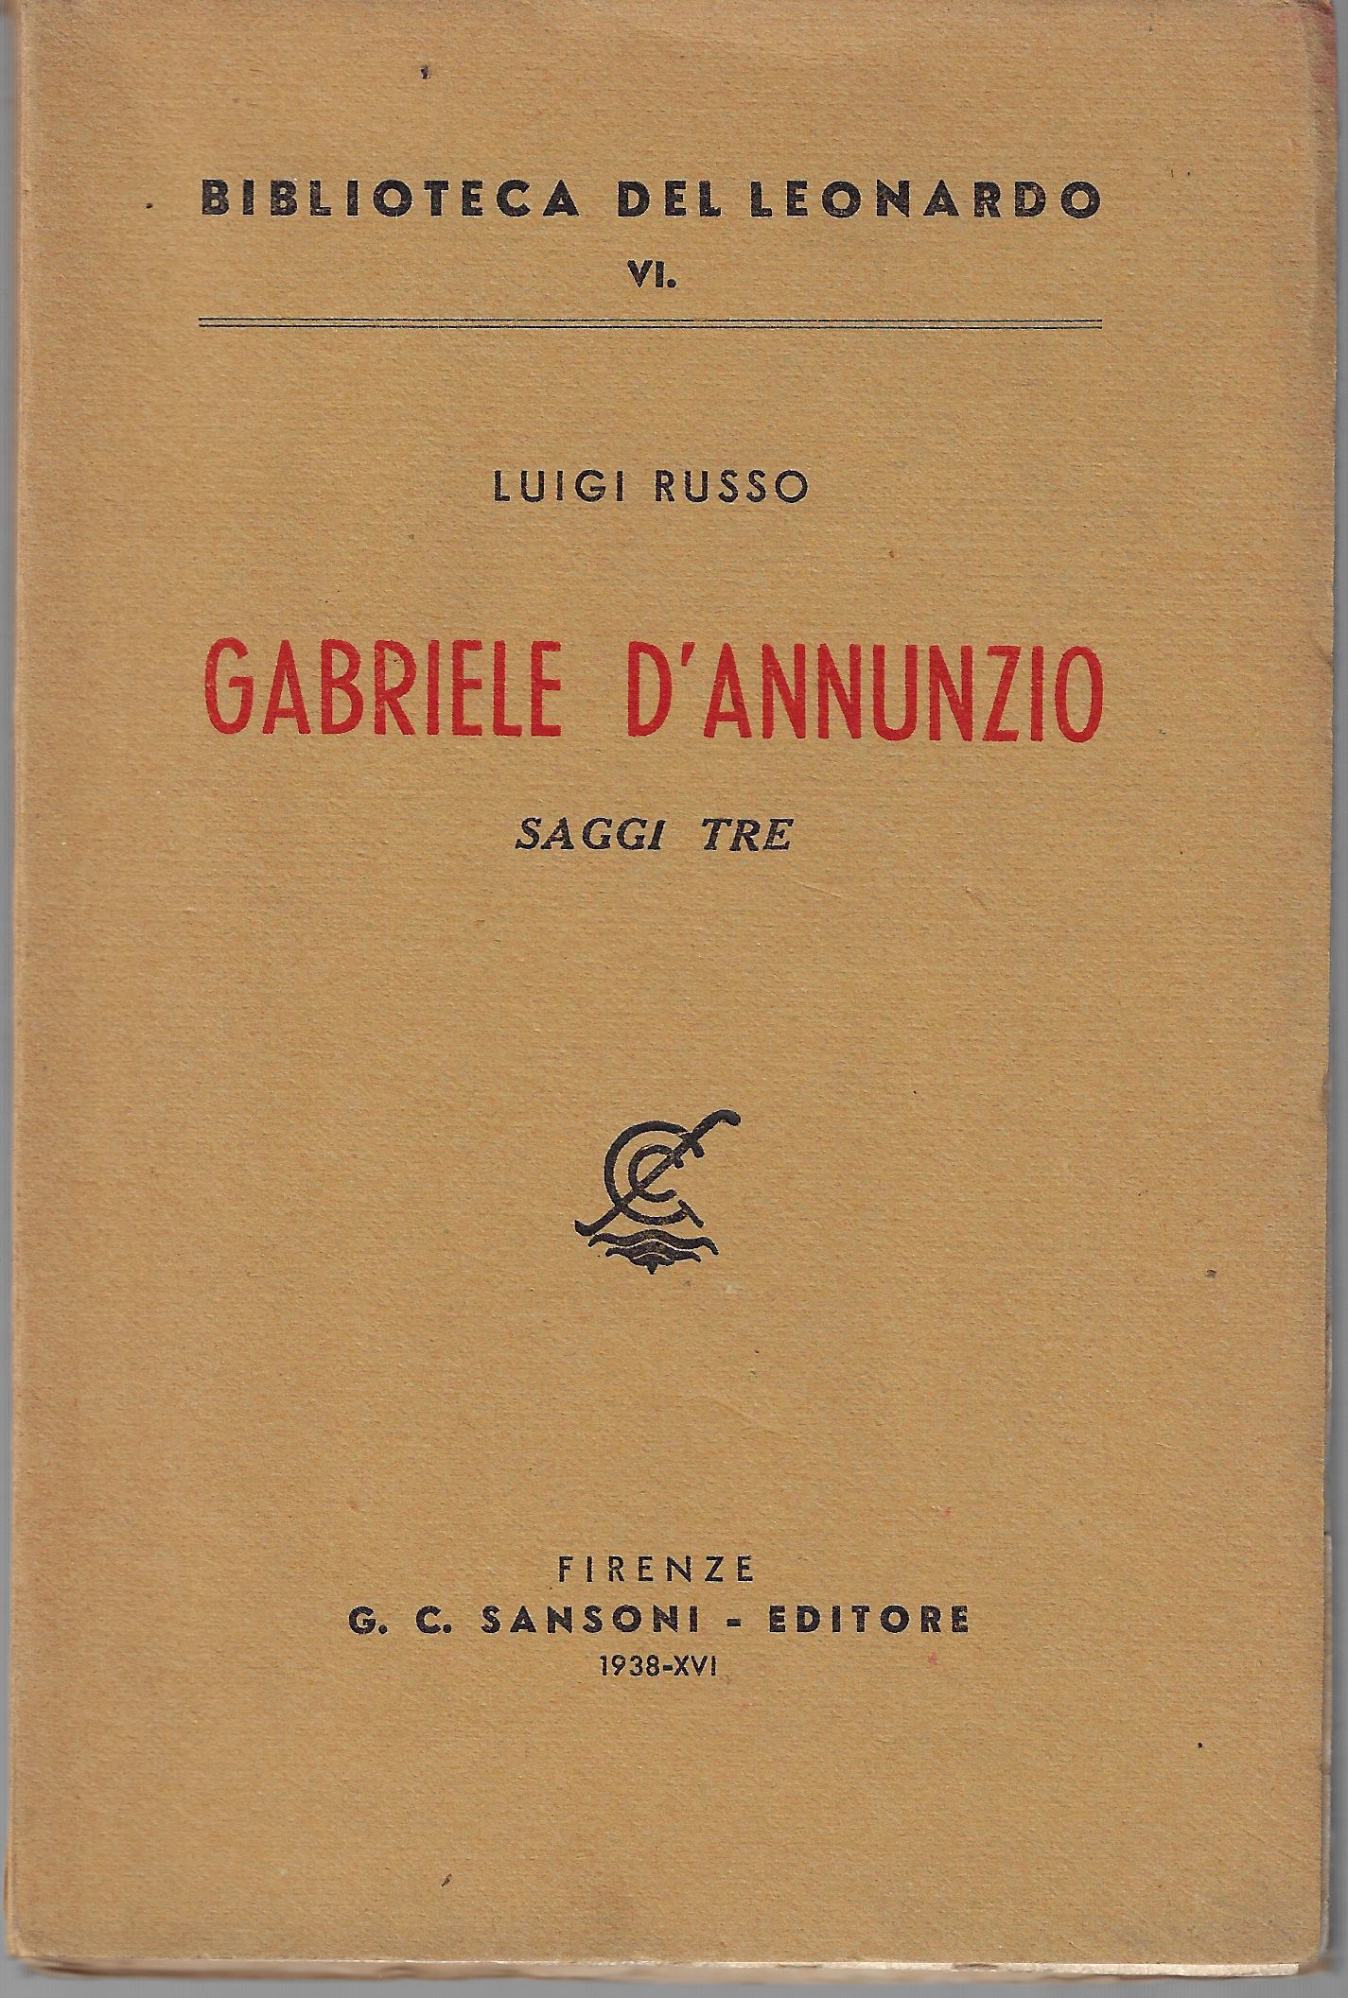 BIBLIOTECA DEL LEONARDO
VI.
LUIGI RUSSO
GABRIELE D'ANNUNZIO
SAGGI TRE
FIRENZE
G. C. SANSONI - EDITORE
1938-XVI